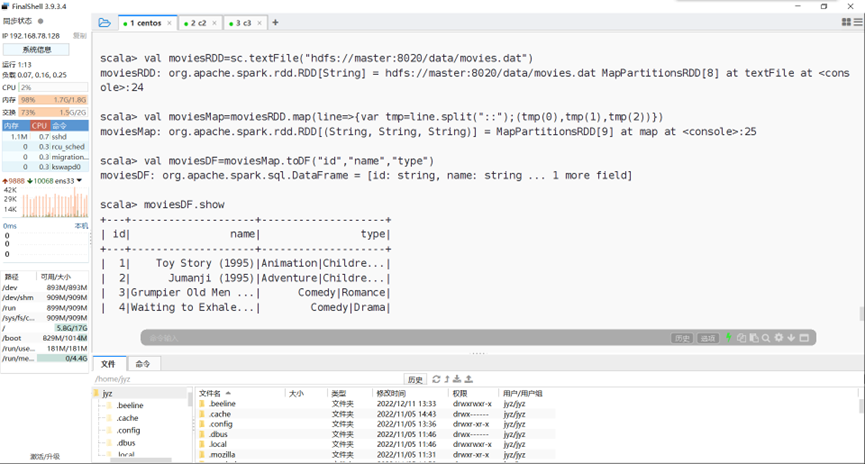 FinalShell 3.9.3.4
同步状态
IP 192.168.78.128 复制
系统信息
运行 1:13
负载 0.07, 0.16, 0.25
CPU 2%
内存 98% 1.7G/1.8G
交换 73% 1.5G/2G
内存 CPU 命令
1.1M 0.7 sshd
0 0.3 rcu_sched
0 0.3 migration...
0 0.3 kswapd0
9888 10068 ens33
42K
29K
14K
0ms 本机
0
0
0
路径 可用/大小
/dev 893M/893M
/dev/shm 909M/909M
/run 899M/909M
/sys/fs/c... 909M/909M
/ 5.8G/17G
/boot 829M/1014M
/run/use... 181M/181M
/run/me... 0/4.4G
激活/升级
1 centos × 2 c2 × 3 c3 × +
scala> val moviesRDD=sc.textFile("hdfs://master:8020/data/movies.dat")
moviesRDD: org.apache.spark.rdd.RDD[String] = hdfs://master:8020/data/movies.dat MapPartitionsRDD[8] at textFile at <cons
ole>:24
scala> val moviesMap=moviesRDD.map(line=>{var tmp=line.split("::");(tmp(0),tmp(1),tmp(2))})
moviesMap: org.apache.spark.rdd.RDD[(String, String, String)] = MapPartitionsRDD[9] at map at <console>:25
scala> val moviesDF=moviesMap.toDF("id","name","type")
moviesDF: org.apache.spark.sql.DataFrame = [id: string, name: string ... 1 more field]
scala> moviesDF.show
+---+--------------------+--------------------+
| id|                name|                type|
+---+--------------------+--------------------+
|  1|    Toy Story (1995)|Animation|Childre...|
|  2|      Jumanji (1995)|Adventure|Childre...|
|  3|Grumpier Old Men ...|      Comedy|Romance|
|  4|Waiting to Exhale...|        Comedy|Drama|
命令输入 历史 选项
文件 命令
/home/jyz 历史
jyz
.beeline
.cache
.config
.dbus
.local
文件名 大小 类型 修改时间 权限 用户/用户组
.beeline 文件夹 2022/12/11 13:33 drwxrwxr-x jyz/jyz
.cache 文件夹 2022/11/05 14:43 drwx------ jyz/jyz
.config 文件夹 2022/11/05 13:36 drwxr-xr-x jyz/jyz
.dbus 文件夹 2022/11/05 11:46 drwx------ jyz/jyz
.local 文件夹 2022/11/05 11:46 drwxrwxr-x jyz/jyz
.mozilla 文件夹 2022/11/05 11:31 drwxr-xr-x jyz/jyz